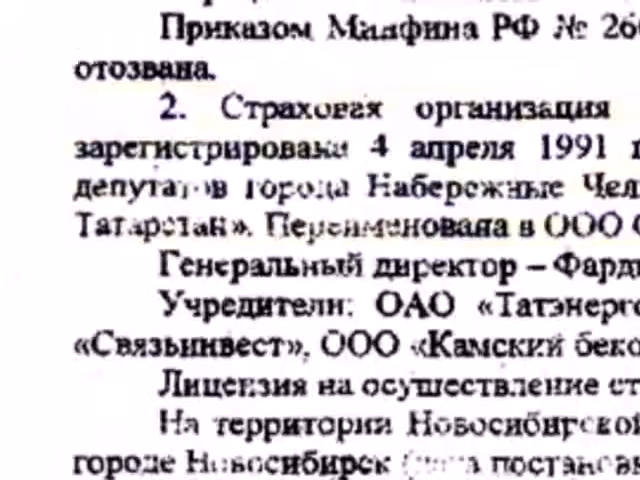 Приказом Минфина РФ № 26
отозвана.
2. Страховая организация
зарегистрирована 4 апреля 1991
депутатов города Набережные
Татарстан». Переименована в ООО
Генеральный директор –
Учредители: ОАО
«Связьинвест», ООО «Камский
Лицензия на осуществление
На территории
городе Новосибирск